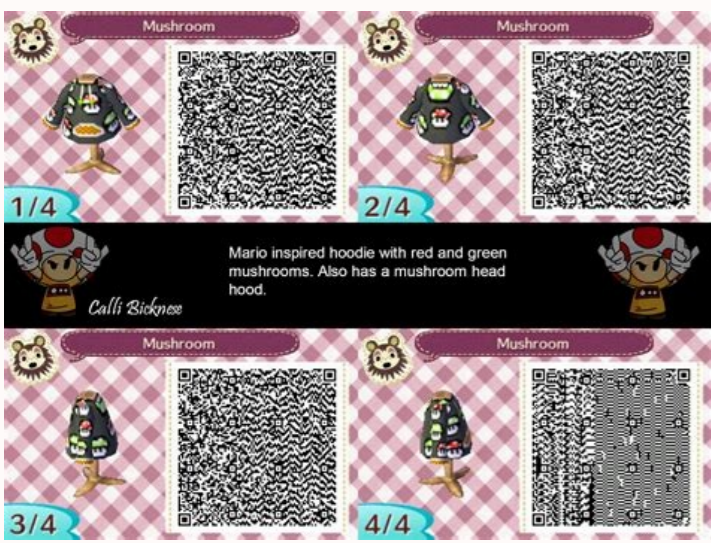 Mushroom
1/4
Mushroom
2/4
Mario inspired hoodie with red and green
mushrooms. Also has a mushroom head
hood.
Calli Bicknese
Mushroom
3/4
Mushroom
4/4